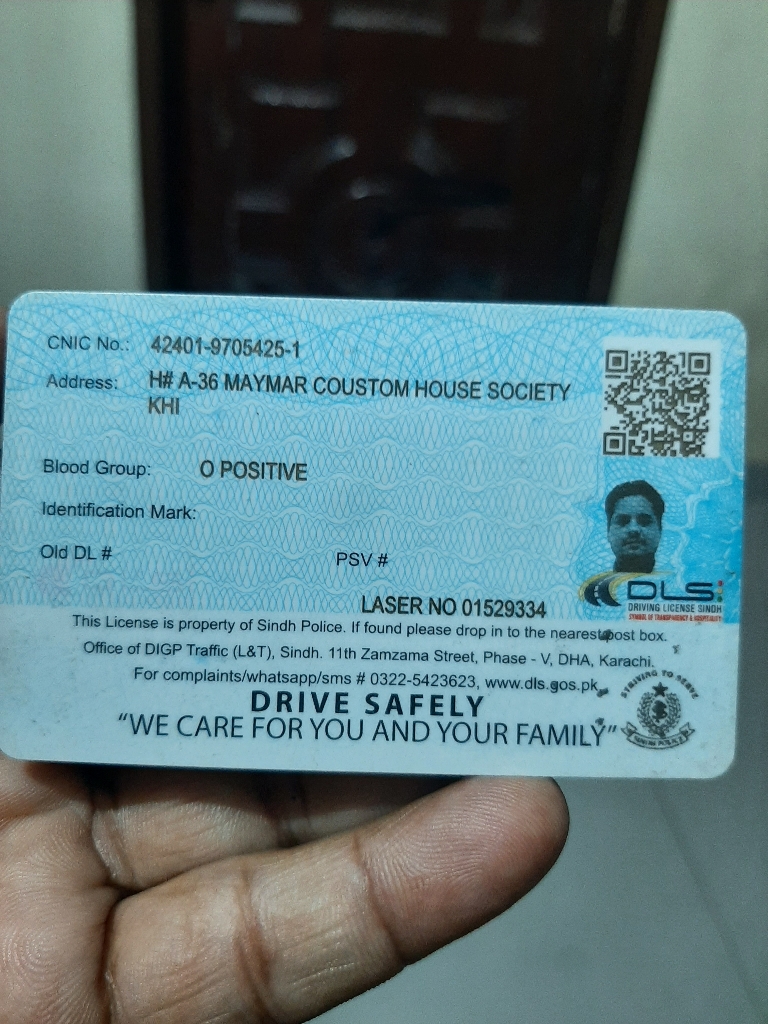 CNIC No.: 42401-9705425-1
Address: H# A-36 MAYMAR COUSTOM HOUSE SOCIETY
KHI
Blood Group: O POSITIVE
Identification Mark:
Old DL # PSV #
DLS
DRIVING LICENSE SINDH
SYMBOL OF TRANSPARENCY & HOSPITALITY
LASER NO 01529334
This License is property of Sindh Police. If found please drop in to the nearest post box.
Office of DIGP Traffic (L&T), Sindh. 11th Zamzama Street, Phase - V, DHA, Karachi.
For complaints/whatsapp/sms # 0322-5423623, www.dls.gos.pk
DRIVE SAFELY
“WE CARE FOR YOU AND YOUR FAMILY”
STRIVING TO SERVE
SINDH POLICE